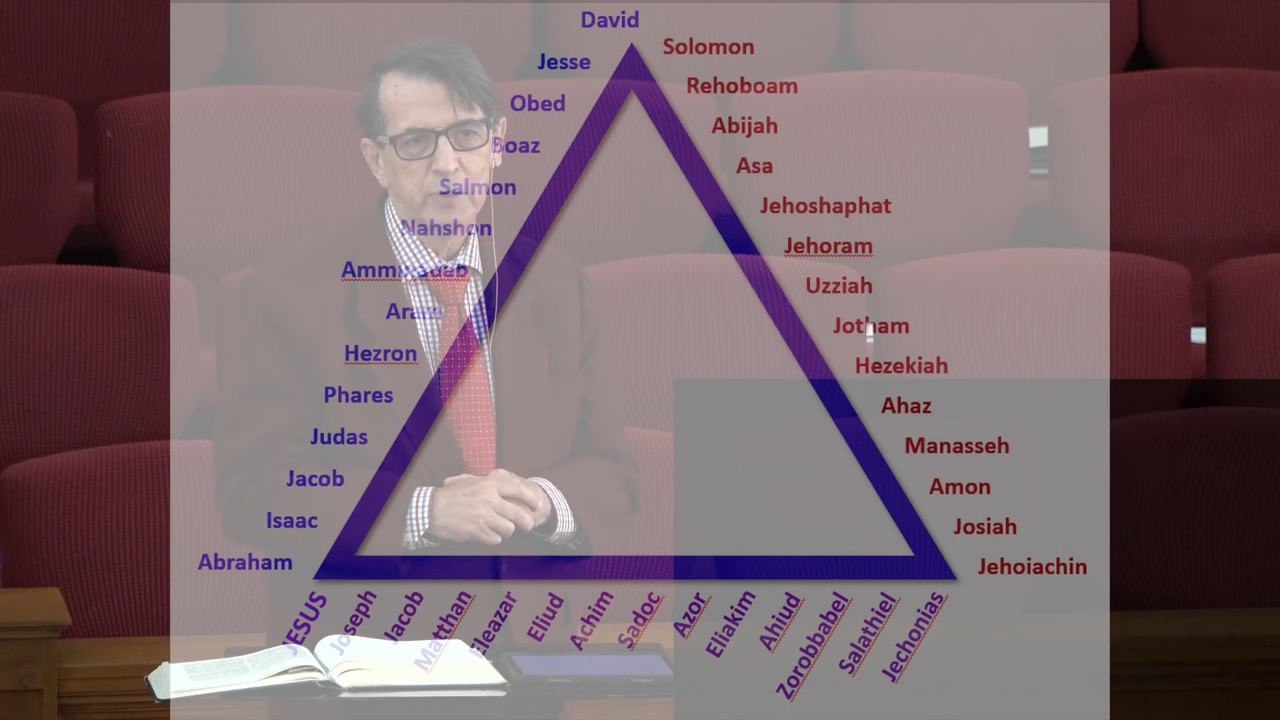 David
Jesse
Obed
Boaz
Salmon
Nahshon
Amminadab
Aram
Hezron
Phares
Judas
Jacob
Isaac
Abraham
Solomon
Rehoboam
Abijah
Asa
Jehoshaphat
Jehoram
Uzziah
Jotham
Hezekiah
Ahaz
Manasseh
Amon
Josiah
Jehoiachin
JESUS
Joseph
Jacob
Matthan
Eleazar
Eliud
Achim
Sadoc
Azor
Eliakim
Ahiud
Zorobbabel
Salathiel
Jechonias